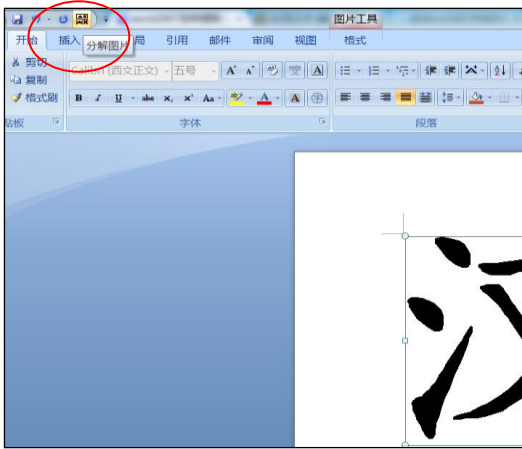 图片工具
开始 插入 局 引用 邮件 审阅 视图 格式
分解图片
剪切 Calibri (西文正文) 五号
复制
格式刷 B I U abc x₂ x² Aa A
贴板 字体 段落
汉